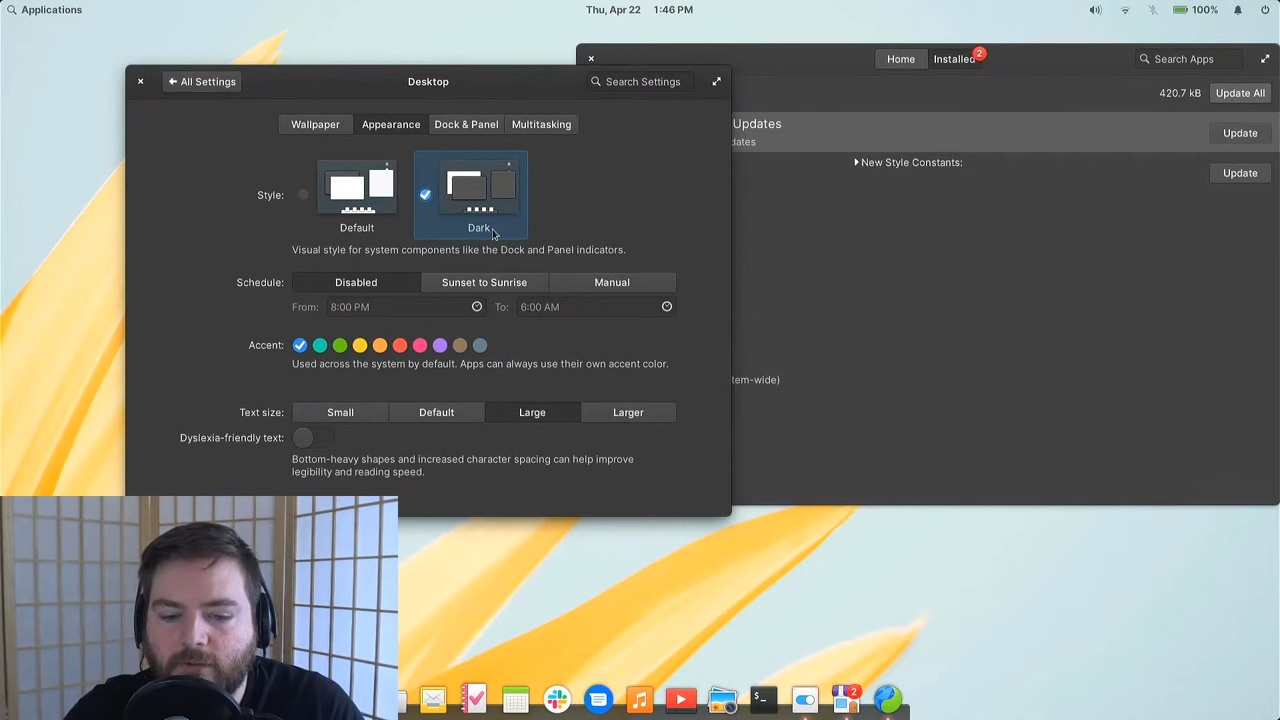 Applications
Thu, Apr 22 1:46 PM
100%
Home
Installed
2
Search Apps
All Settings
Desktop
Search Settings
420.7 kB
Update All
Wallpaper
Appearance
Dock & Panel
Multitasking
Updates
dates
Update
New Style Constants:
Update
Style:
Default
Dark
Visual style for system components like the Dock and Panel indicators.
Schedule:
Disabled
Sunset to Sunrise
Manual
From: 8:00 PM
To: 6:00 AM
Accent:
Used across the system by default. Apps can always use their own accent color.
tem-wide)
Text size:
Small
Default
Large
Larger
Dyslexia-friendly text:
Bottom-heavy shapes and increased character spacing can help improve
legibility and reading speed.
>_
2